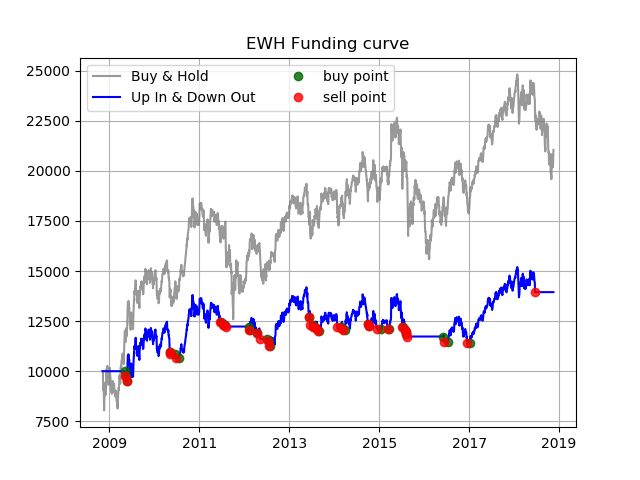 EWH Funding curve
Buy & Hold
Up In & Down Out
buy point
sell point
25000
22500
20000
17500
15000
12500
10000
7500
2009 2011 2013 2015 2017 2019